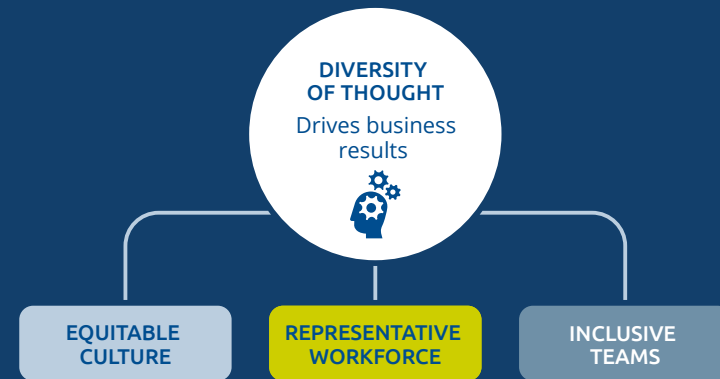 DIVERSITY
OF THOUGHT
Drives business
results
EQUITABLE
CULTURE
REPRESENTATIVE
WORKFORCE
INCLUSIVE
TEAMS